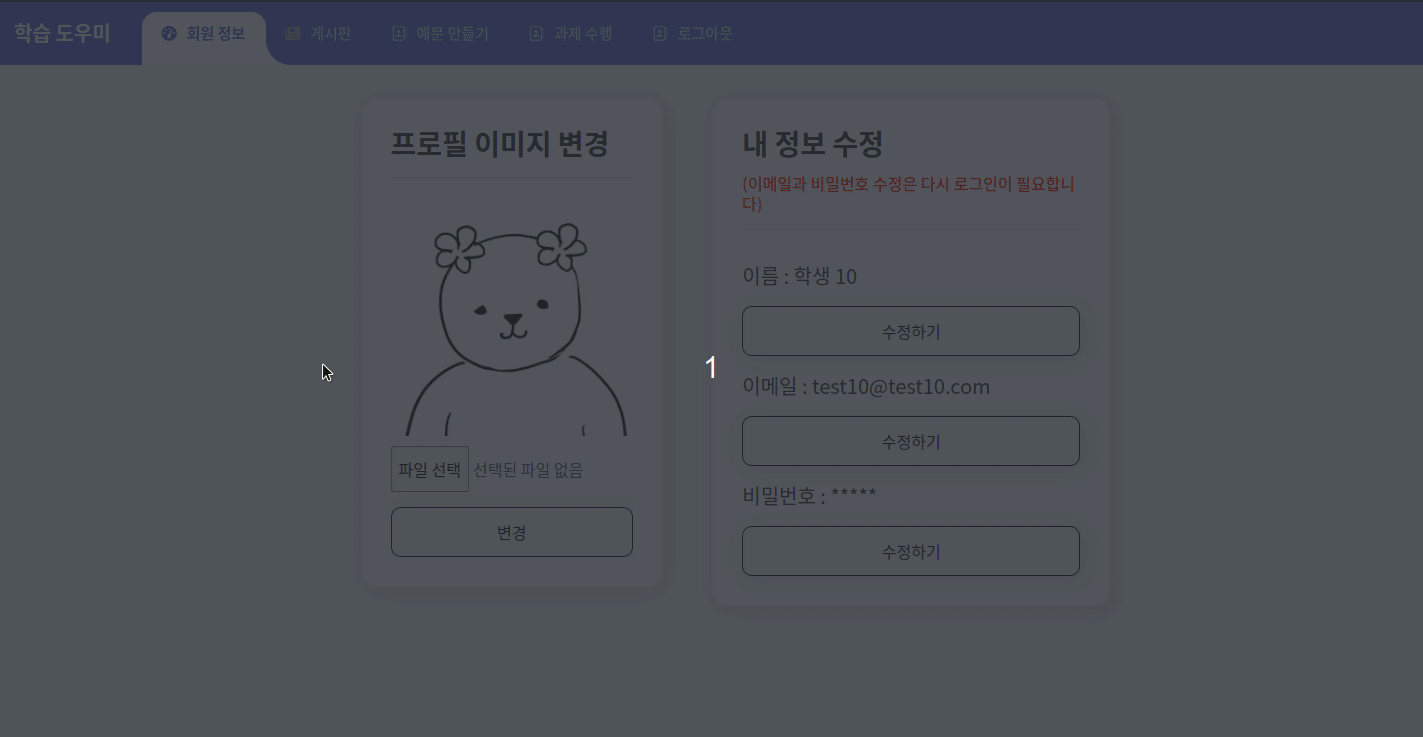 학습 도우미
회원 정보
게시판
예문 만들기
과제 수행
로그아웃
프로필 이미지 변경
파일 선택 선택된 파일 없음
변경
내 정보 수정
(이메일과 비밀번호 수정은 다시 로그인이 필요합니
다)
이름 : 학생 10
수정하기
이메일 : test10@test10.com
수정하기
비밀번호 : *****
수정하기
1